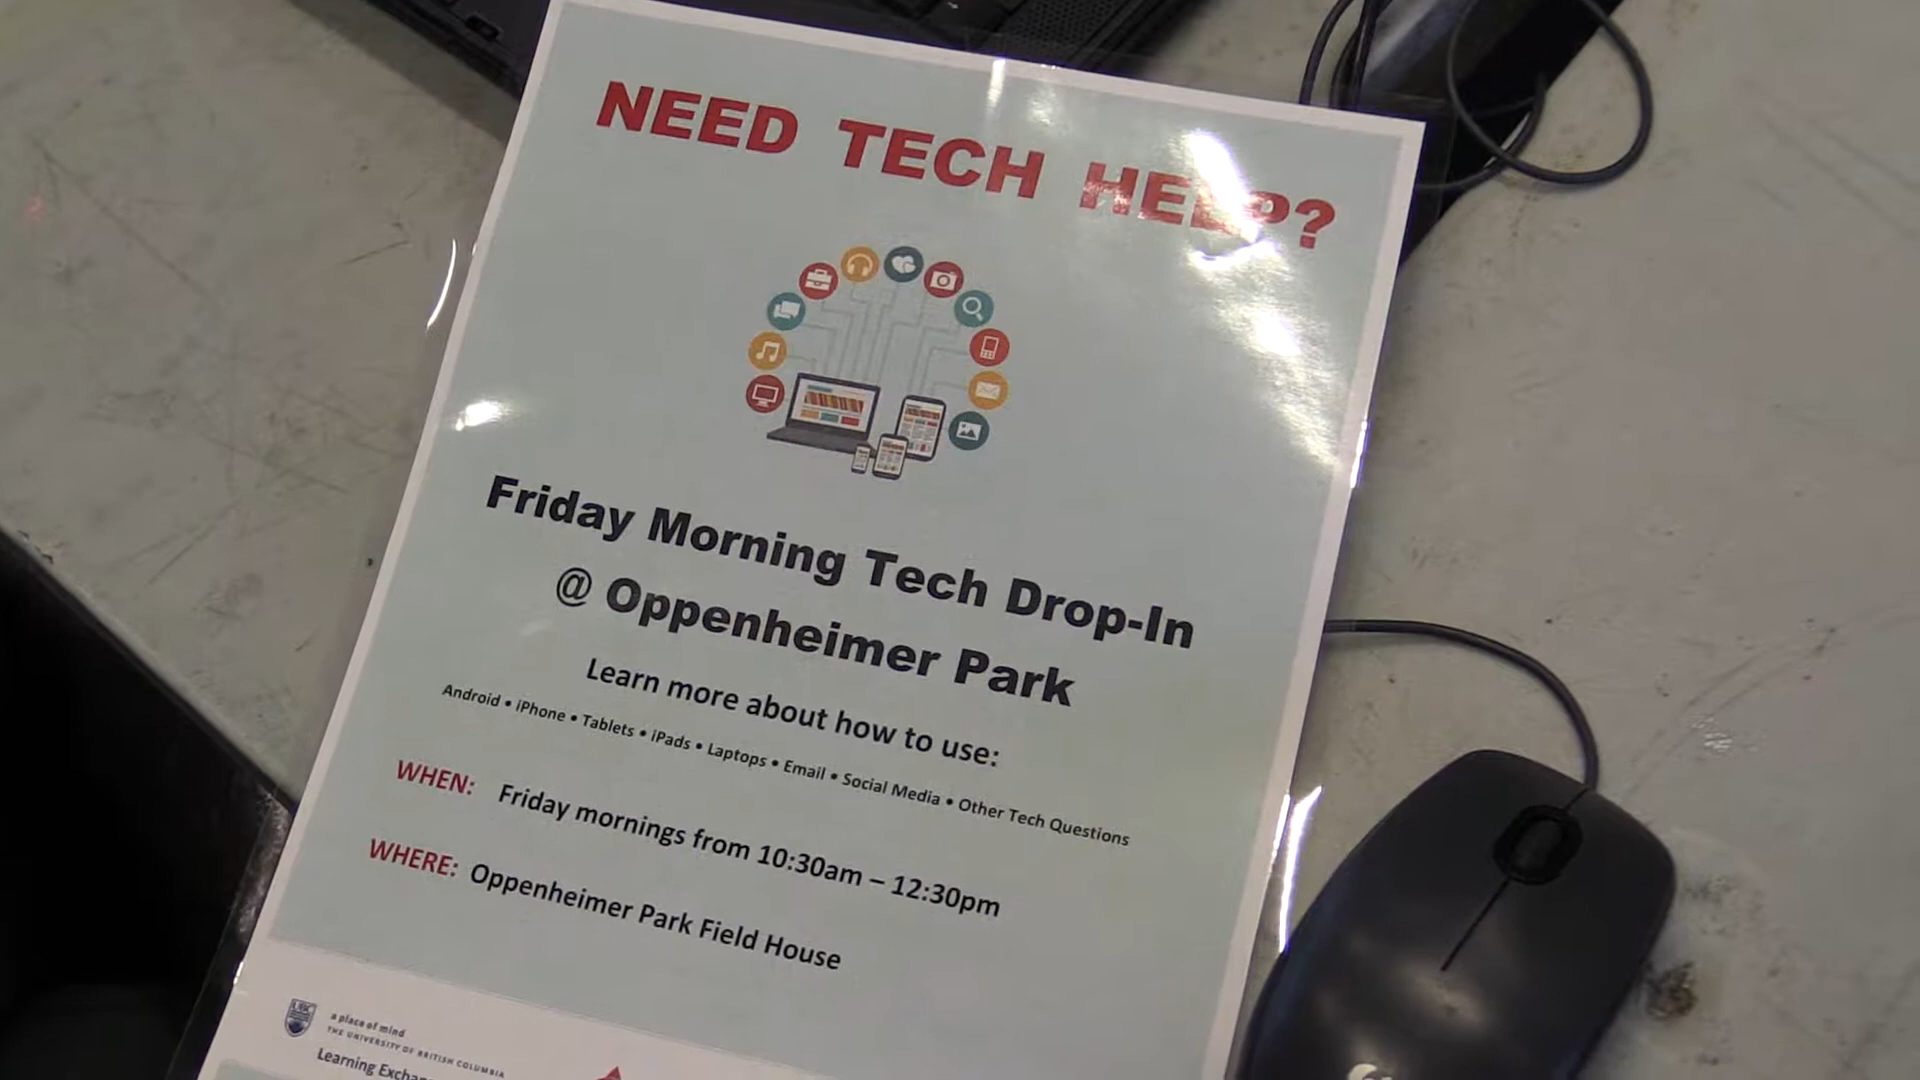 NEED TECH HELP?
Friday Morning Tech Drop-In
@ Oppenheimer Park
Learn more about how to use:
Android • iPhone • Tablets • iPads • Laptops • Email • Social Media • Other Tech Questions
WHEN: Friday mornings from 10:30am – 12:30pm
WHERE: Oppenheimer Park Field House
UBC
a place of mind
THE UNIVERSITY OF BRITISH COLUMBIA
Learning